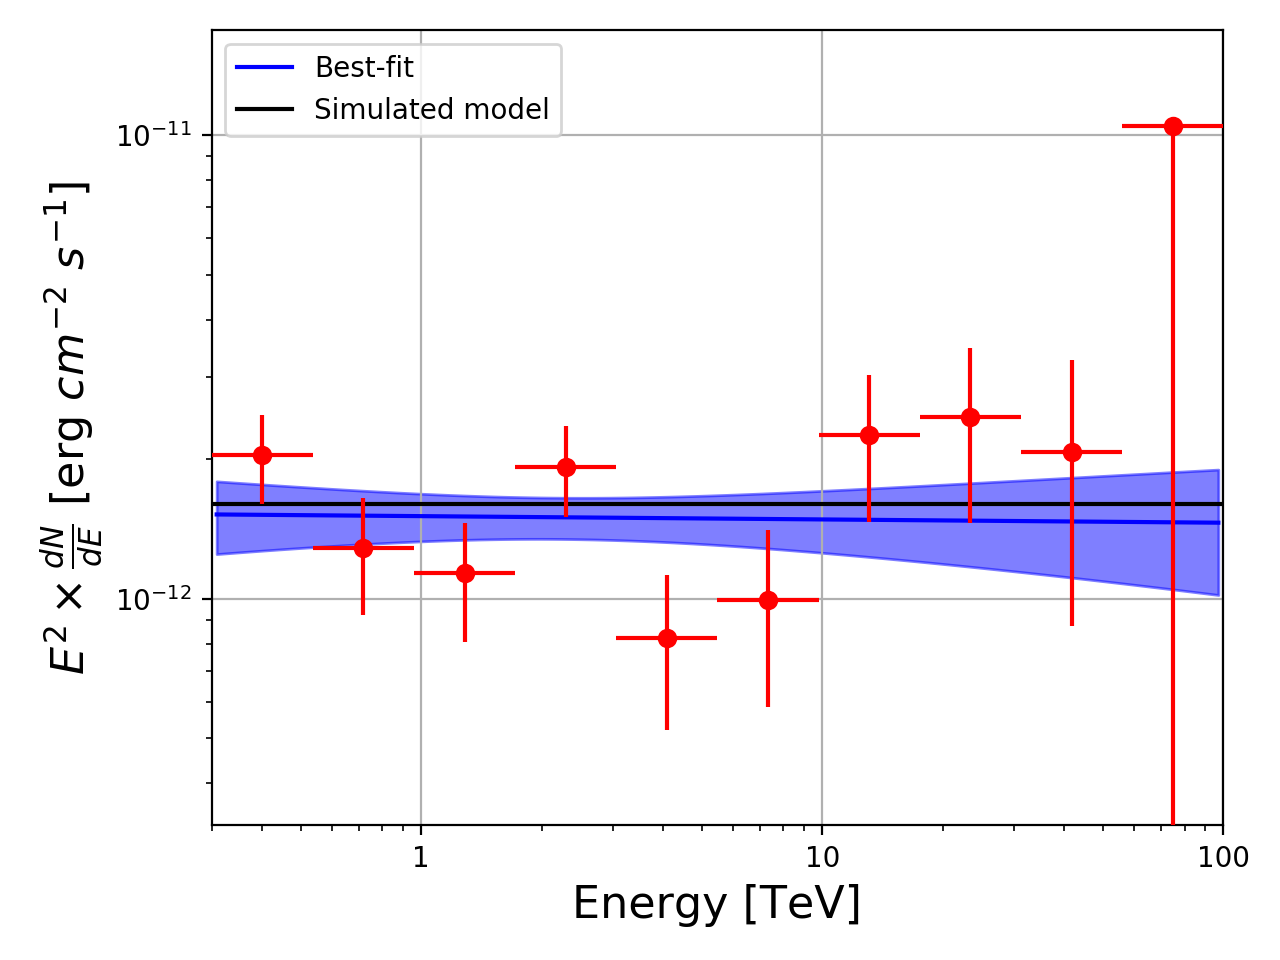 Best-fit
Simulated model
10⁻¹¹
10⁻¹²
E² × dN/dE [erg cm⁻² s⁻¹]
1
10
100
Energy [TeV]